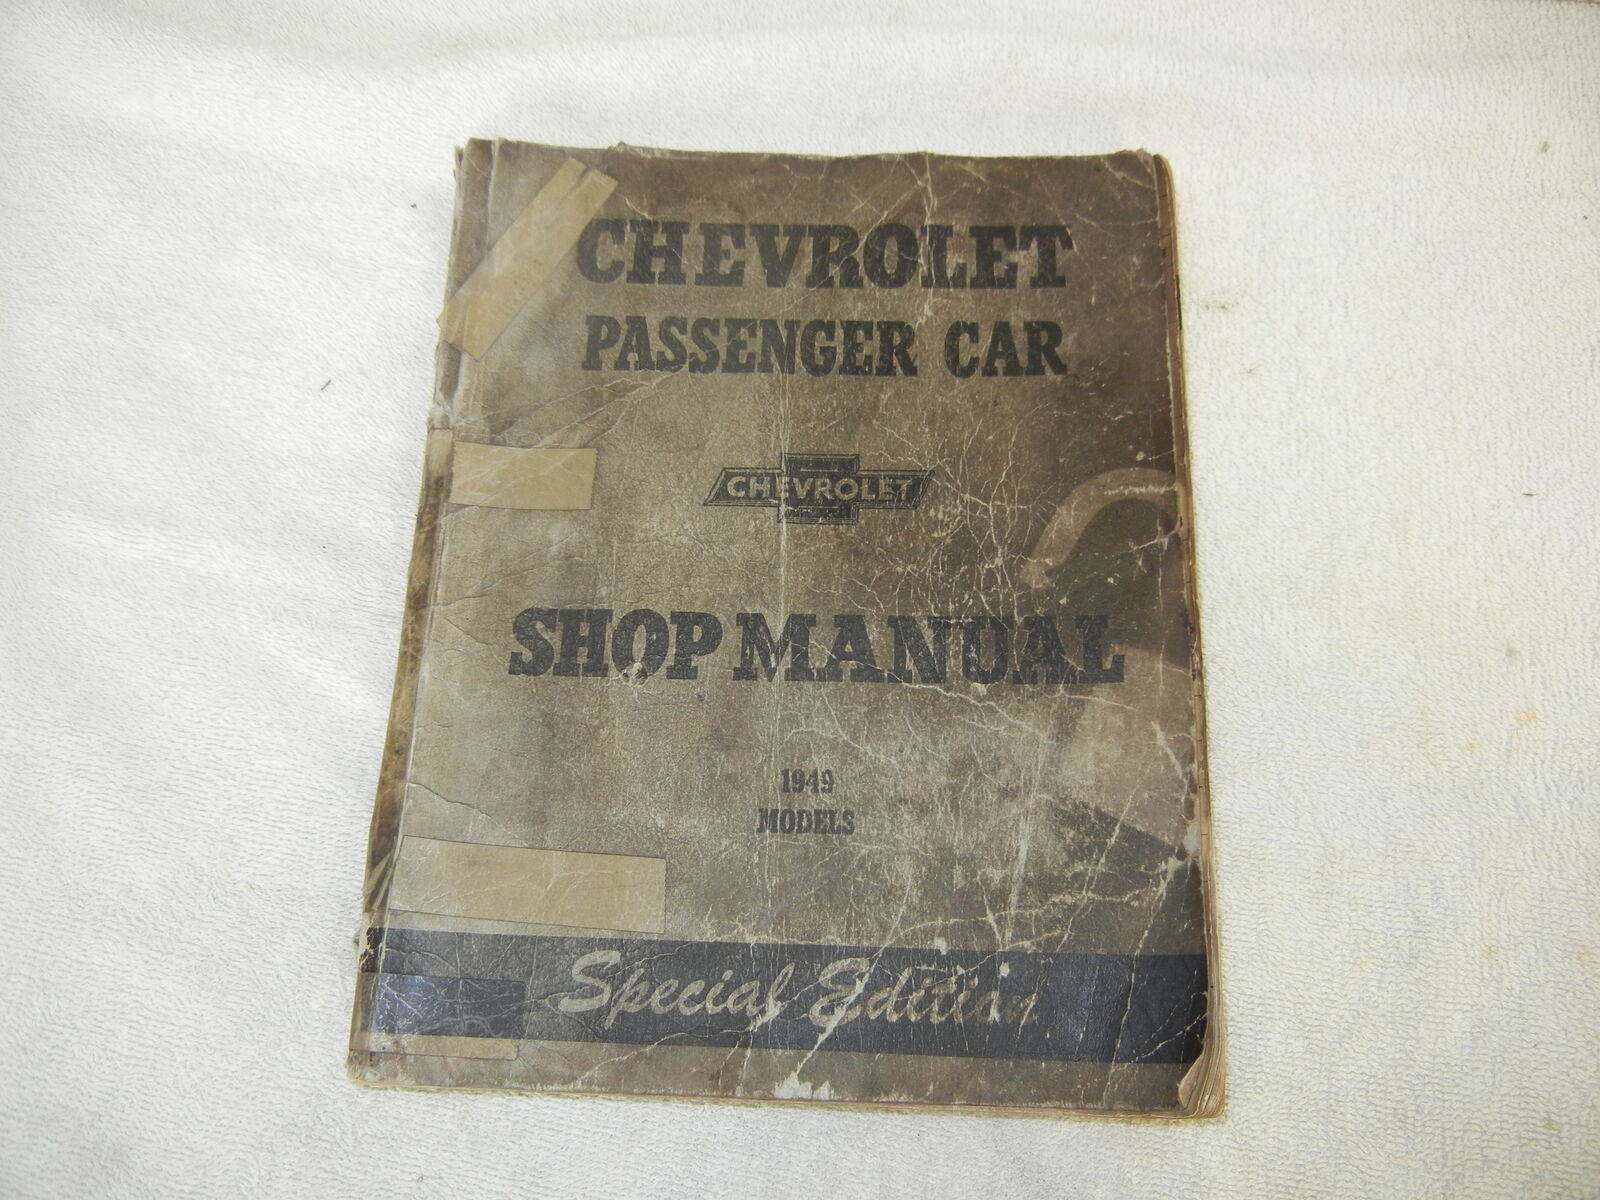 CHEVROLET
PASSENGER CAR
CHEVROLET
SHOP MANUAL
1949
MODELS
Special Edition